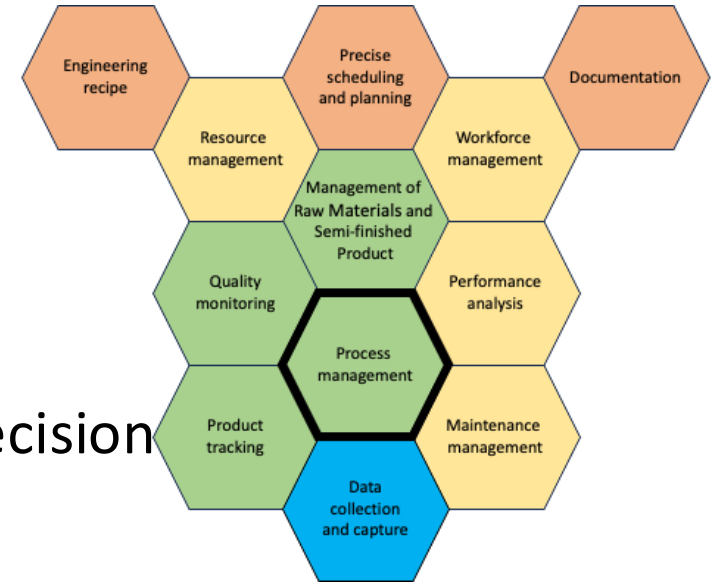 Engineering
recipe
Precise
scheduling
and planning
Documentation
Resource
management
Workforce
management
Management of
Raw Materials and
Semi-finished
Product
Quality
monitoring
Performance
analysis
Process
management
Product
tracking
Maintenance
management
ecision
Data
collection
and capture